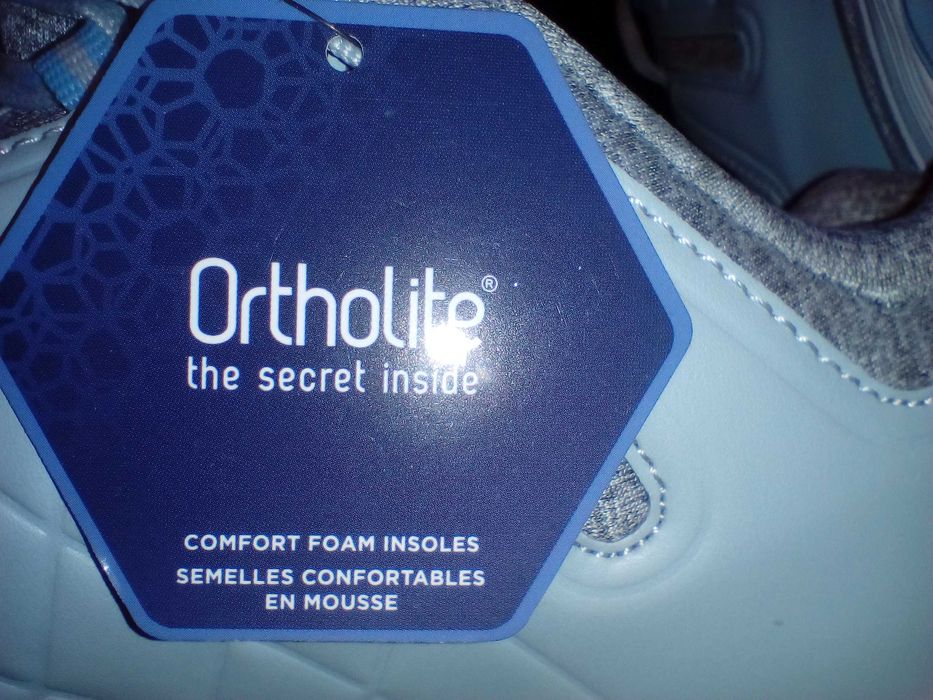 Ortholite®
the secret inside
COMFORT FOAM INSOLES
SEMELLES CONFORTABLES
EN MOUSSE